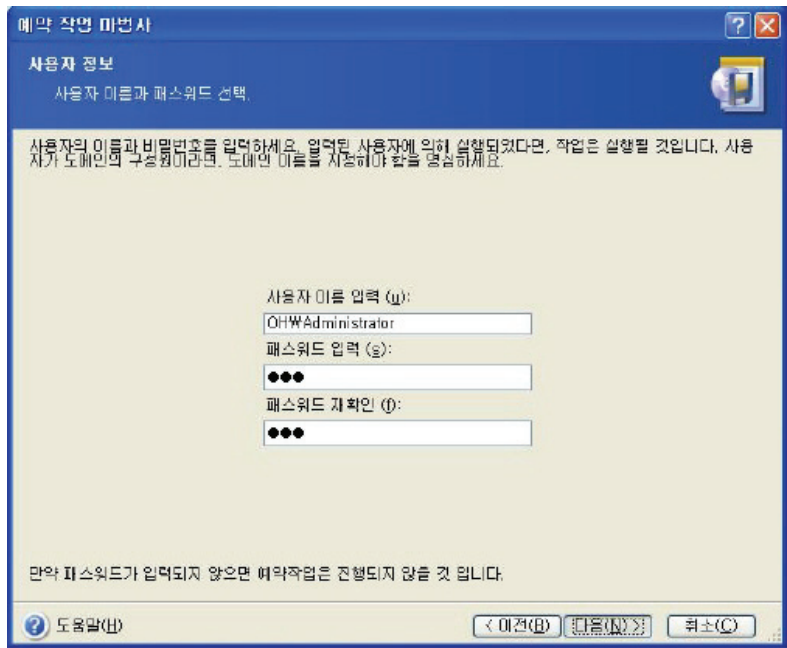 예약 작업 마법사
사용자 정보
사용자 이름과 패스워드 선택.
사용자의 이름과 비밀번호를 입력하세요. 입력된 사용자에 의해 실행되었다면, 작업은 실행될 것입니다. 사용
자가 도메인의 구성원이라면, 도메인 이름을 지정해야 함을 명심하세요.
사용자 이름 입력 (u):
OH₩Administrator
패스워드 입력 (s):
●●●
패스워드 재확인 (f):
●●●
만약 패스워드가 입력되지 않으면 예약작업은 진행되지 않을 것 입니다.
도움말(H)
< 이전(B)
다음(N) >
취소(C)